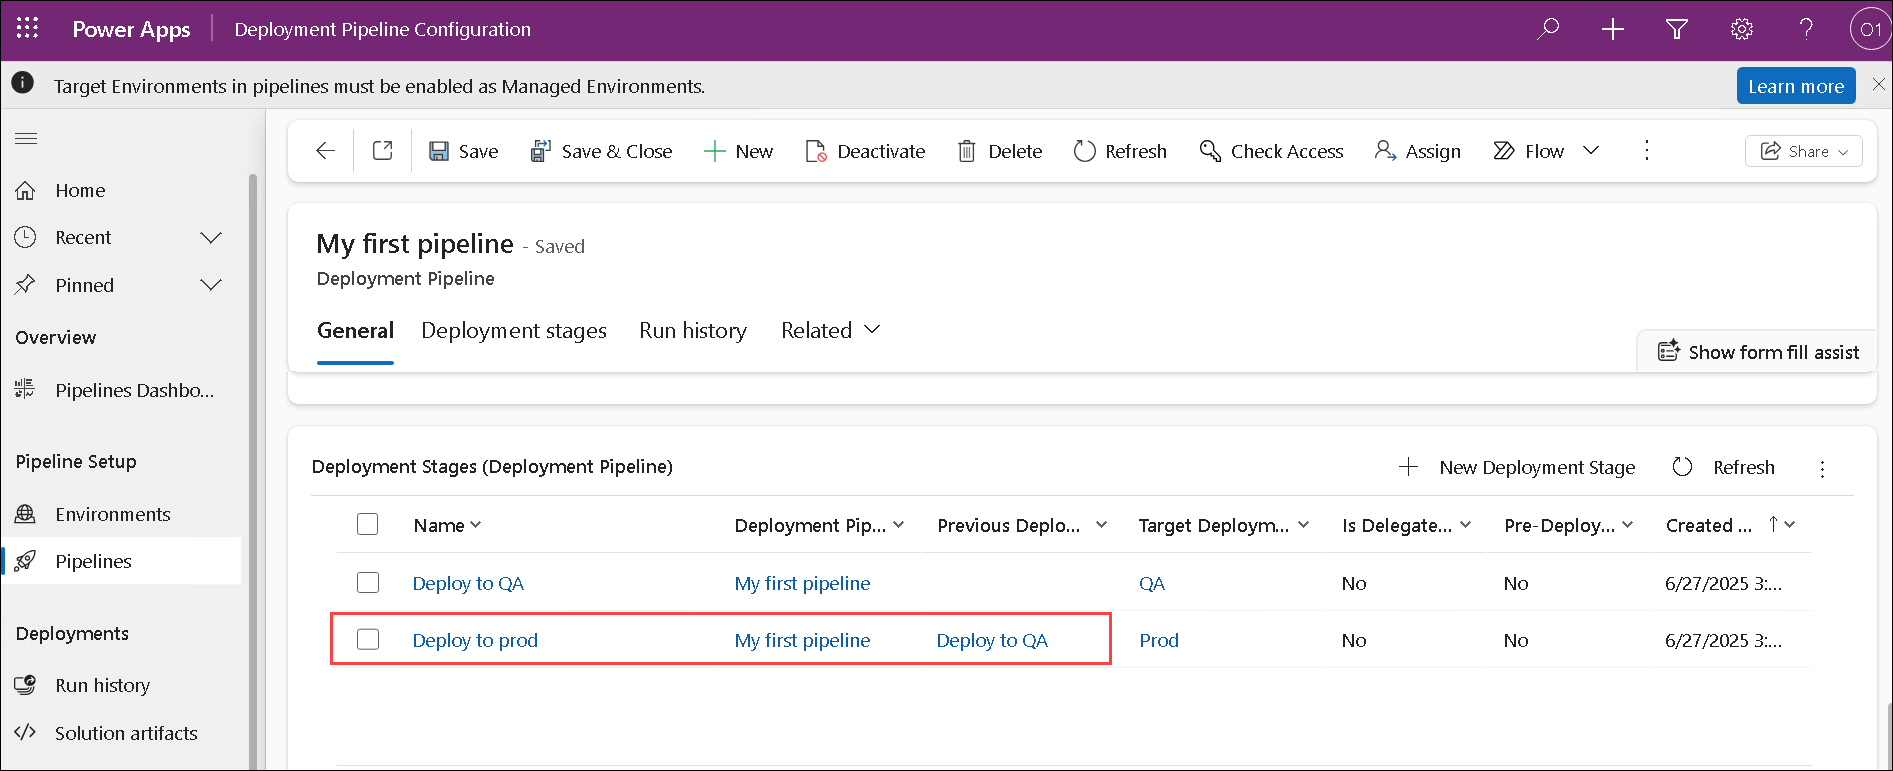 Power Apps
Deployment Pipeline Configuration
O1
Target Environments in pipelines must be enabled as Managed Environments.
Learn more
Save
Save & Close
New
Deactivate
Delete
Refresh
Check Access
Assign
Flow
Share
Home
Recent
Pinned
Overview
Pipelines Dashbo...
Pipeline Setup
Environments
Pipelines
Deployments
Run history
Solution artifacts
My first pipeline - Saved
Deployment Pipeline
General Deployment stages Run history Related
Show form fill assist
Deployment Stages (Deployment Pipeline)
New Deployment Stage Refresh
Name Deployment Pip... Previous Deplo... Target Deploym... Is Delegate... Pre-Deploy... Created ...
Deploy to QA My first pipeline QA No No 6/27/2025 3:...
Deploy to prod My first pipeline Deploy to QA Prod No No 6/27/2025 3:...